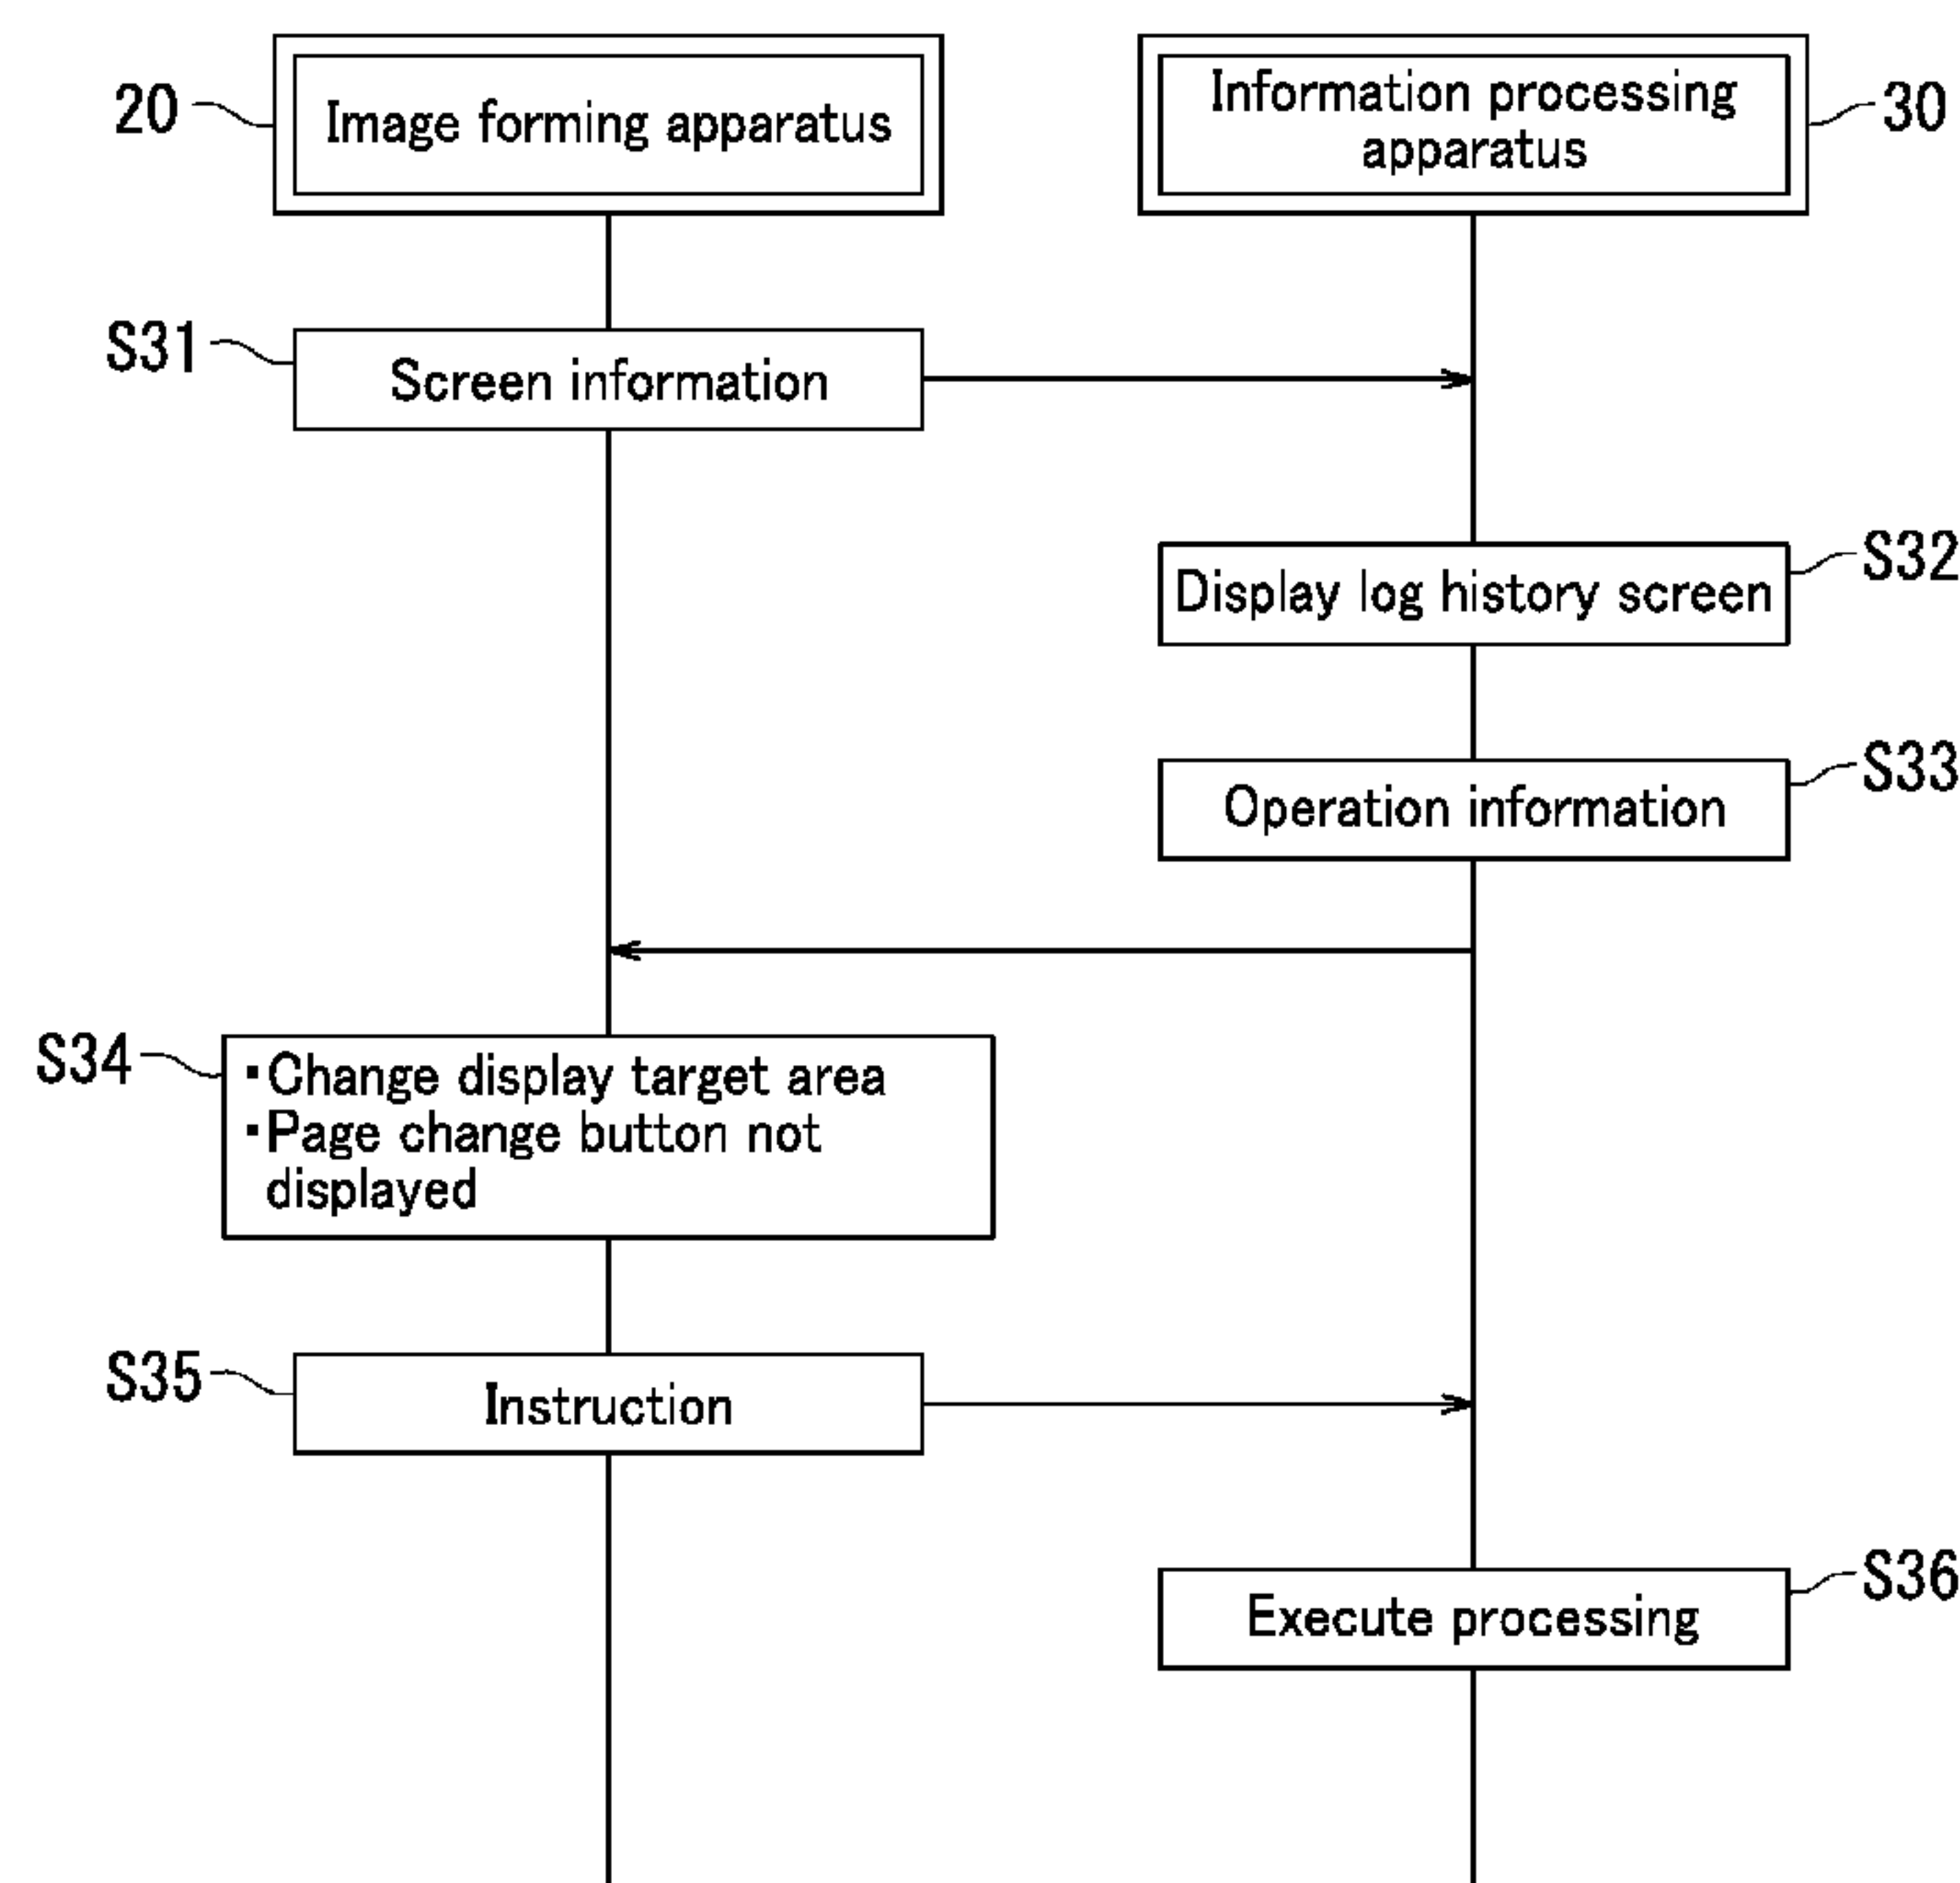 20
Image forming apparatus
Information processing
apparatus
30
S31
Screen information
S32
Display log history screen
S33
Operation information
S34
・Change display target area
・Page change button not
displayed
S35
Instruction
S36
Execute processing